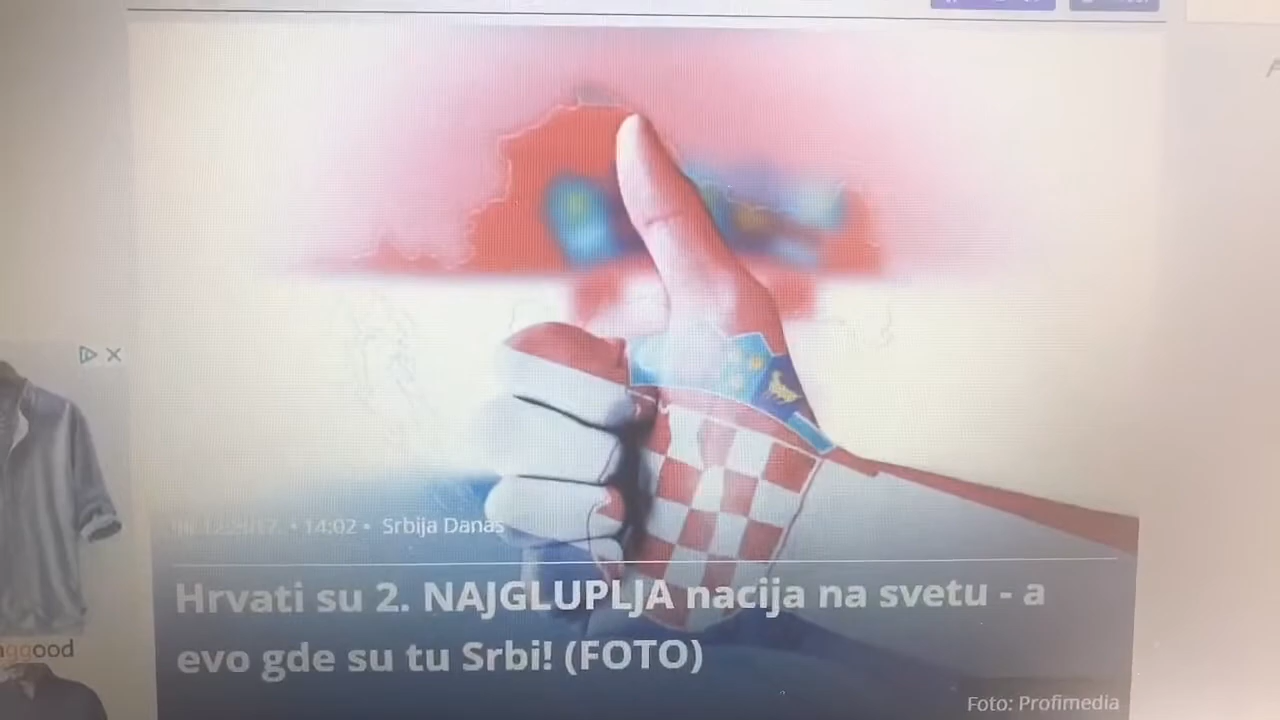 14:02 • Srbija Danas
Hrvati su 2. NAJGLUPLJA nacija na svetu - a
evo gde su tu Srbi! (FOTO)
Foto: Profimedia
ggood